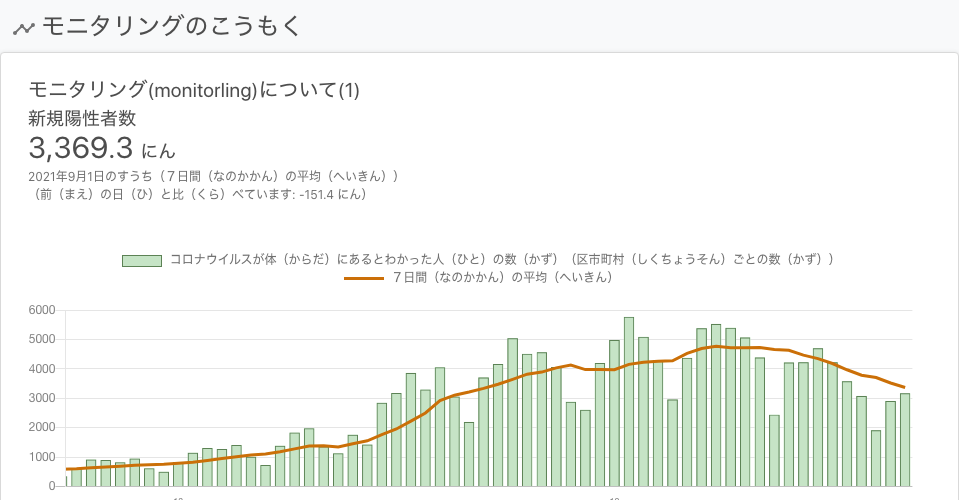 モニタリングのこうもく
モニタリング(monitorling)について(1)
新規陽性者数
3,369.3 にん
2021年9月1日のすうち（７日間（なのかかん）の平均（へいきん））
（前（まえ）の日（ひ）と比（くら）べています: -151.4 にん）
コロナウイルスが体（からだ）にあるとわかった人（ひと）の数（かず）（区市町村（しくちょうそん）ごとの数（かず））
７日間（なのかかん）の平均（へいきん）
6000
5000
4000
3000
2000
1000
0